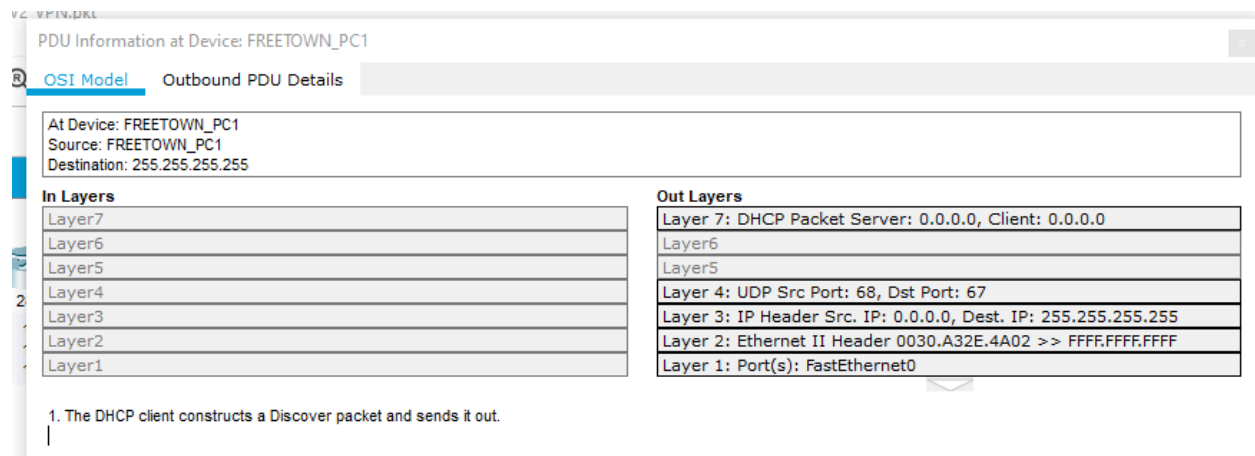 V2 VPN.pkt
PDU Information at Device: FREETOWN_PC1
x
OSI Model Outbound PDU Details
At Device: FREETOWN_PC1
Source: FREETOWN_PC1
Destination: 255.255.255.255
In Layers
Layer7
Layer6
Layer5
Layer4
Layer3
Layer2
Layer1
Out Layers
Layer 7: DHCP Packet Server: 0.0.0.0, Client: 0.0.0.0
Layer6
Layer5
Layer 4: UDP Src Port: 68, Dst Port: 67
Layer 3: IP Header Src. IP: 0.0.0.0, Dest. IP: 255.255.255.255
Layer 2: Ethernet II Header 0030.A32E.4A02 >> FFFF.FFFF.FFFF
Layer 1: Port(s): FastEthernet0
1. The DHCP client constructs a Discover packet and sends it out.